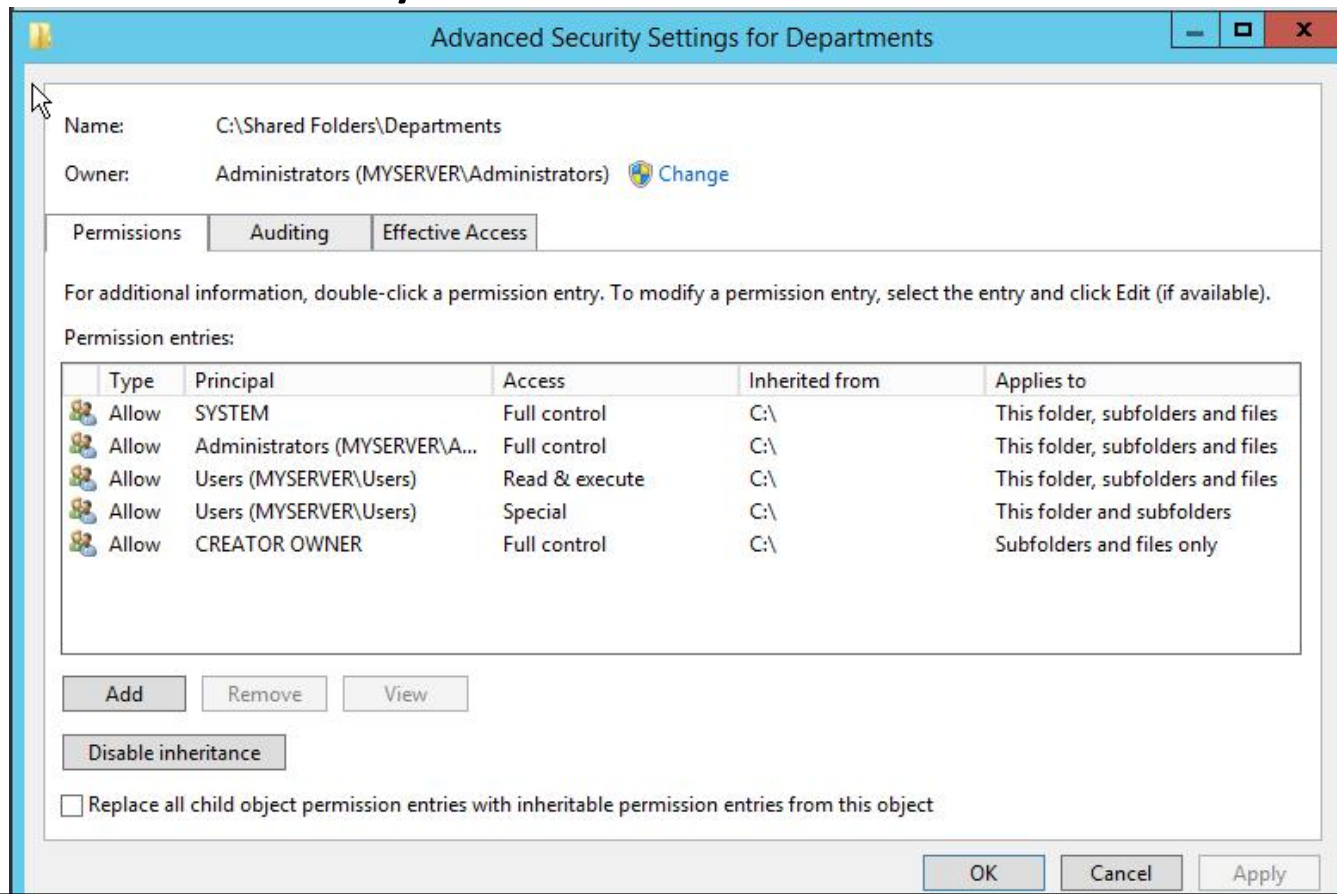 Advanced Security Settings for Departments
Name: C:\Shared Folders\Departments
Owner: Administrators (MYSERVER\Administrators) Change
Permissions Auditing Effective Access
For additional information, double-click a permission entry. To modify a permission entry, select the entry and click Edit (if available).
Permission entries:
Type Principal Access Inherited from Applies to
Allow SYSTEM Full control C:\ This folder, subfolders and files
Allow Administrators (MYSERVER\A... Full control C:\ This folder, subfolders and files
Allow Users (MYSERVER\Users) Read & execute C:\ This folder, subfolders and files
Allow Users (MYSERVER\Users) Special C:\ This folder and subfolders
Allow CREATOR OWNER Full control C:\ Subfolders and files only
Add Remove View
Disable inheritance
Replace all child object permission entries with inheritable permission entries from this object
OK Cancel Apply